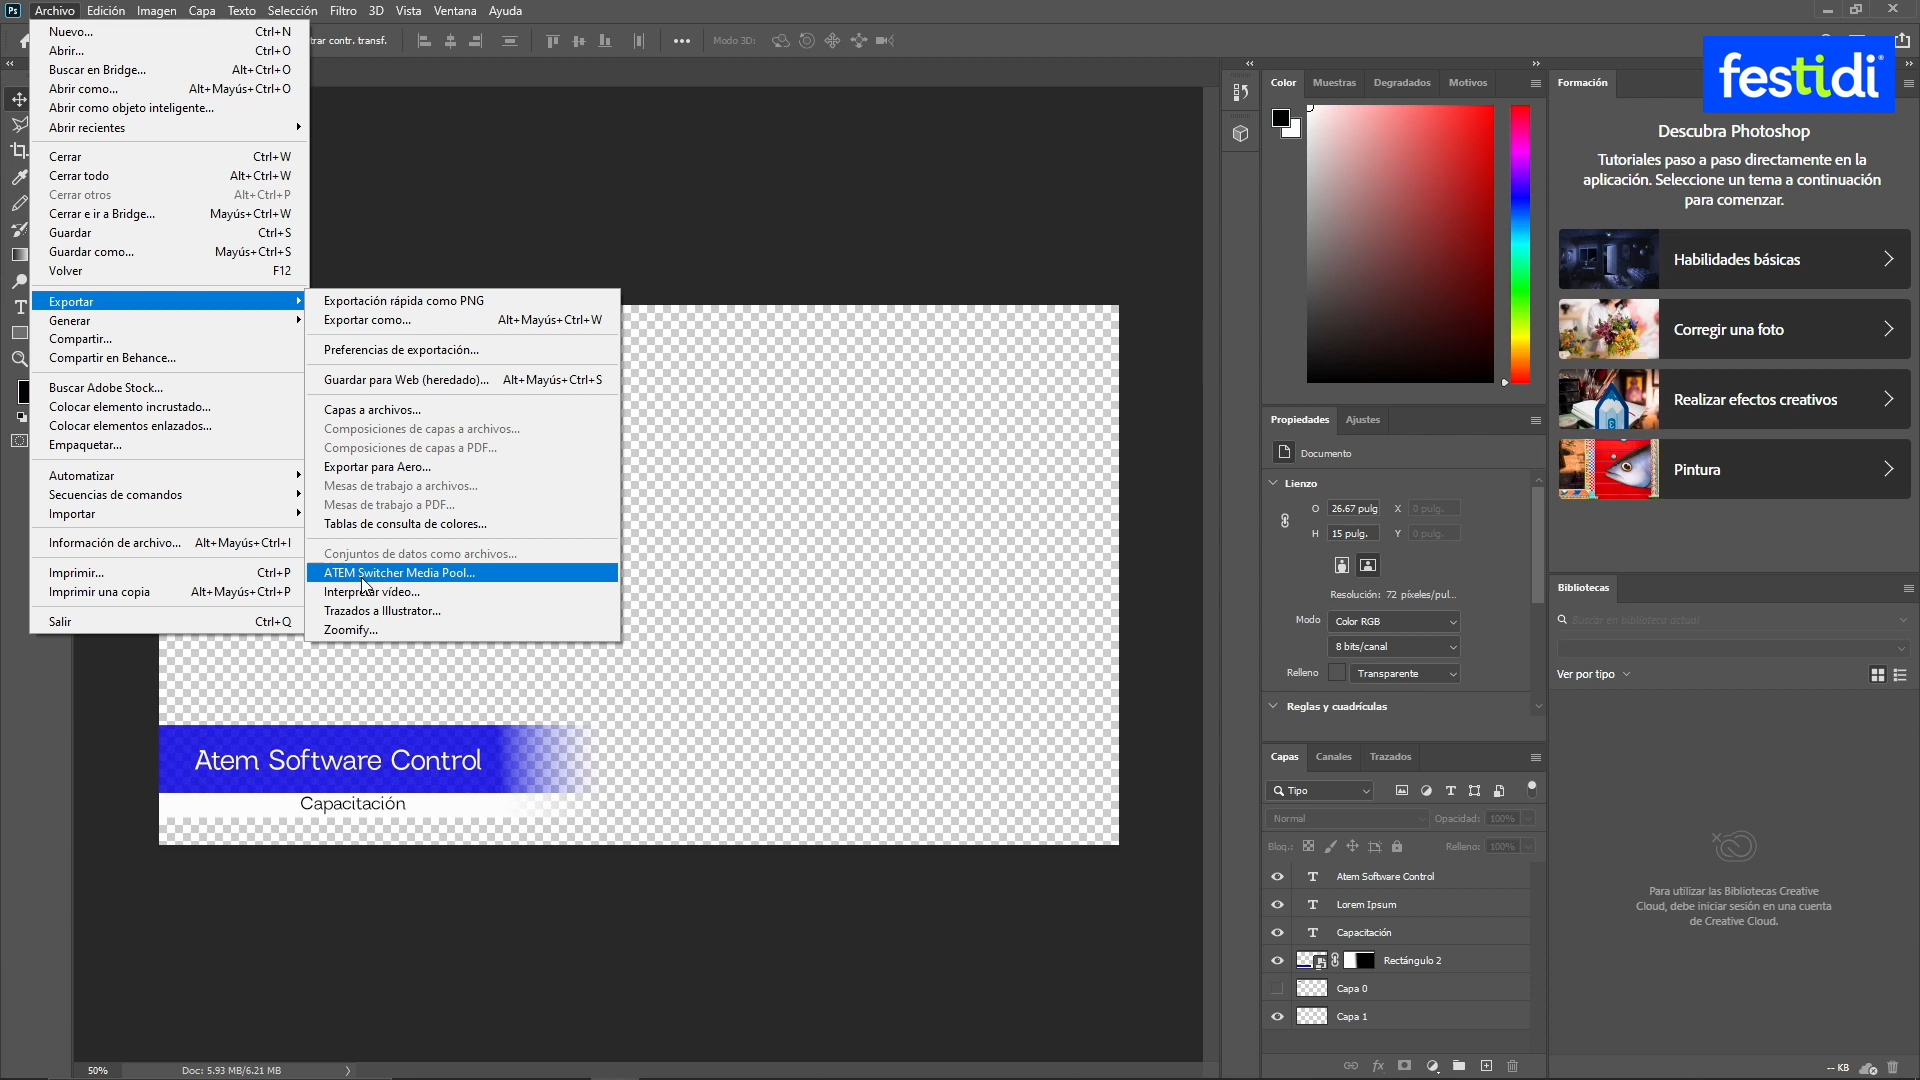 Ps Archivo Edición Imagen Capa Texto Selección Filtro 3D Vista Ventana Ayuda
Nuevo... Ctrl+N
Abrir... Ctrl+O
Buscar en Bridge... Alt+Ctrl+O
Abrir como... Alt+Mayús+Ctrl+O
Abrir como objeto inteligente...
Abrir recientes
Cerrar Ctrl+W
Cerrar todo Alt+Ctrl+W
Cerrar otros Alt+Ctrl+P
Cerrar e ir a Bridge... Mayús+Ctrl+W
Guardar Ctrl+S
Guardar como... Mayús+Ctrl+S
Volver F12
Exportar
Generar
Compartir...
Compartir en Behance...
Buscar Adobe Stock...
Colocar elemento incrustado...
Colocar elementos enlazados...
Empaquetar...
Automatizar
Secuencias de comandos
Importar
Información de archivo... Alt+Mayús+Ctrl+I
Imprimir... Ctrl+P
Imprimir una copia Alt+Mayús+Ctrl+P
Salir Ctrl+Q
Exportación rápida como PNG
Exportar como... Alt+Mayús+Ctrl+W
Preferencias de exportación...
Guardar para Web (heredado)... Alt+Mayús+Ctrl+S
Capas a archivos...
Composiciones de capas a archivos...
Composiciones de capas a PDF...
Exportar para Aero...
Mesas de trabajo a archivos...
Mesas de trabajo a PDF...
Tablas de consulta de colores...
Conjuntos de datos como archivos...
ATEM Switcher Media Pool...
vídeo...
Trazados a Illustrator...
Zoomify...
contr. transf.
Modo 3D:
Atem Software Control
Capacitación
50% Doc: 5.93 MB/6.21 MB
Color Muestras Degradados Motivos
Propiedades Ajustes
Documento
Lienzo
O 26.67 pulg X 0 pulg.
H 15 pulg. Y 0 pulg.
Resolución: 72 píxeles/pul...
Modo Color RGB
8 bits/canal
Relleno Transparente
Reglas y cuadrículas
Capas Canales Trazados
Tipo
Normal Opacidad: 100%
Bloq.: Relleno: 100%
Atem Software Control
Lorem Ipsum
Capacitación
Rectángulo 2
Capa 0
Capa 1
fx
Formación
festidi
Descubra Photoshop
Tutoriales paso a paso directamente en la
aplicación. Seleccione un tema a continuación
para comenzar.
Habilidades básicas
Corregir una foto
Realizar efectos creativos
Pintura
Bibliotecas
Buscar en biblioteca actual
Ver por tipo
Para utilizar las Bibliotecas Creative
Cloud, debe iniciar sesión en una cuenta
de Creative Cloud.
-- KB